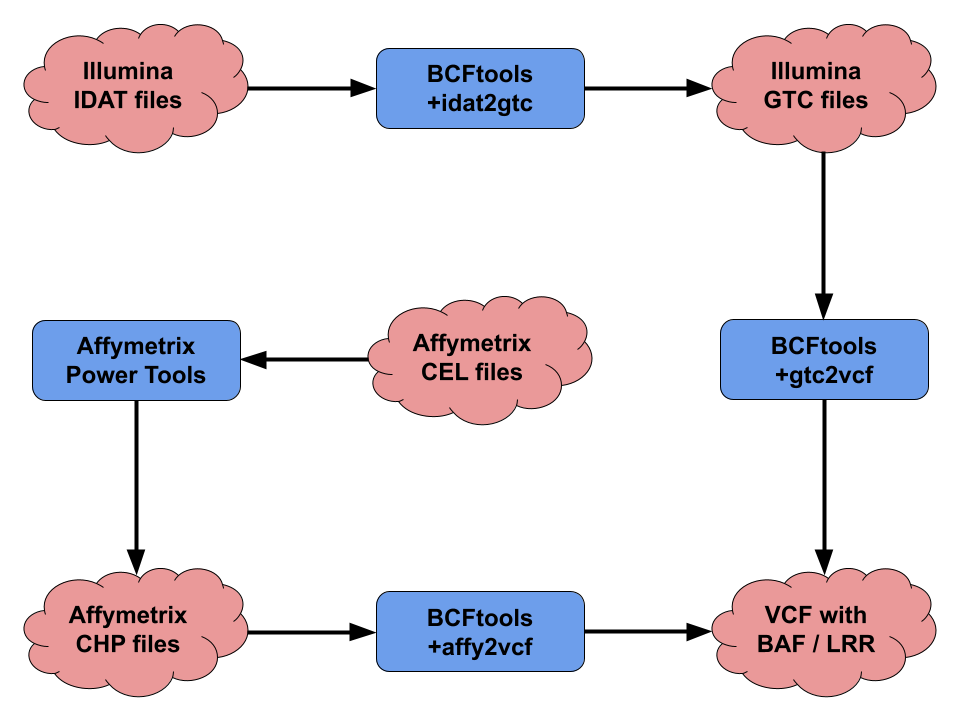 Illumina
IDAT files
BCFtools
+idat2gtc
Illumina
GTC files
Affymetrix
Power Tools
Affymetrix
CEL files
BCFtools
+gtc2vcf
Affymetrix
CHP files
BCFtools
+affy2vcf
VCF with
BAF / LRR